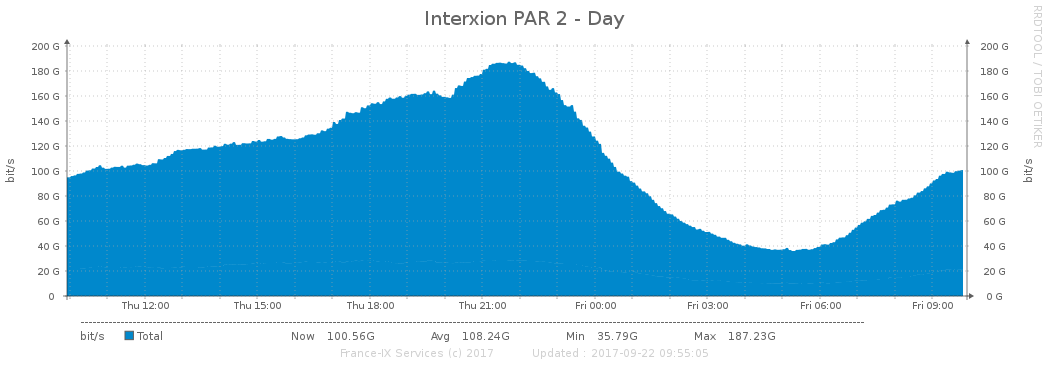 Interxion PAR 2 - Day
RRDTOOL / TOBI OETIKER
200 G 200 G
180 G 180 G
160 G 160 G
140 G 140 G
120 G 120 G
100 G 100 G
80 G 80 G
60 G 60 G
40 G 40 G
20 G 20 G
0 0 G
bit/s bit/s
Thu 12:00 Thu 15:00 Thu 18:00 Thu 21:00 Fri 00:00 Fri 03:00 Fri 06:00 Fri 09:00
bit/s Total Now 100.56G Avg 108.24G Min 35.79G Max 187.23G
France-IX Services (c) 2017 Updated : 2017-09-22 09:55:05